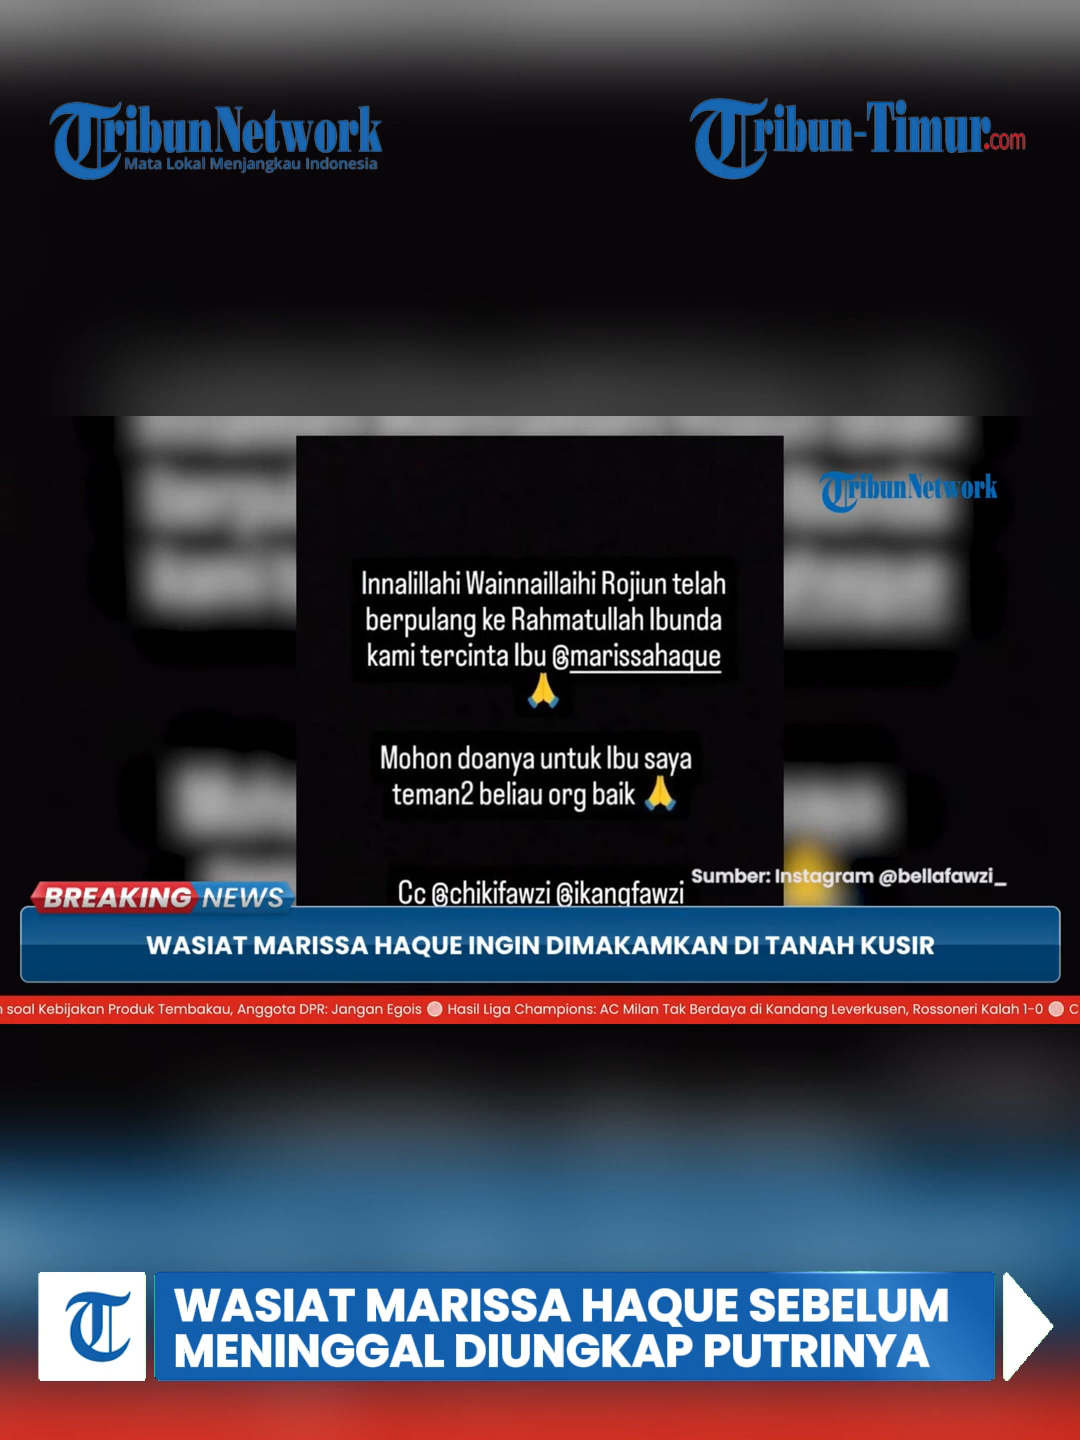 TribunNetwork
Mata Lokal Menjangkau Indonesia
Tribun-Timur.com
TribunNetwork
Innalillahi Wainnaillaihi Rojiun telah
berpulang ke Rahmatullah Ibunda
kami tercinta Ibu @marissahaque
🙏
Mohon doanya untuk Ibu saya
teman2 beliau org baik 🙏
Cc @chikifawzi @ikangfawzi
Sumber: Instagram @bellafawzi_
BREAKING NEWS
WASIAT MARISSA HAQUE INGIN DIMAKAMKAN DI TANAH KUSIR
soal Kebijakan Produk Tembakau, Anggota DPR: Jangan Egois Hasil Liga Champions: AC Milan Tak Berdaya di Kandang Leverkusen, Rossoneri Kalah 1-0
T
WASIAT MARISSA HAQUE SEBELUM
MENINGGAL DIUNGKAP PUTRINYA